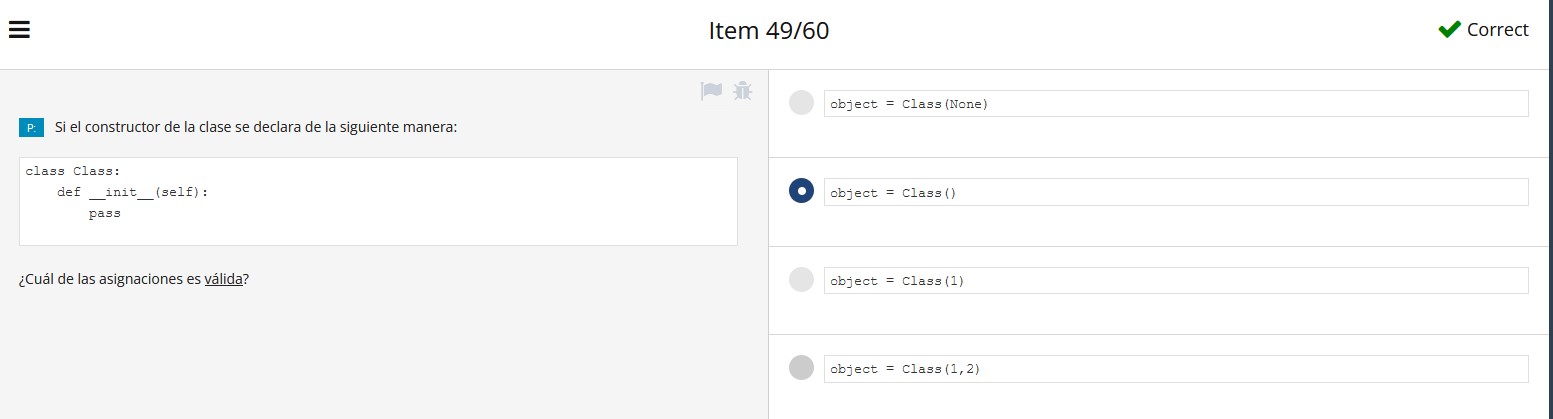 Item 49/60
Correct
P: Si el constructor de la clase se declara de la siguiente manera:
class Class:
    def __init__(self):
        pass
¿Cuál de las asignaciones es válida?
object = Class(None)
object = Class()
object = Class(1)
object = Class(1,2)